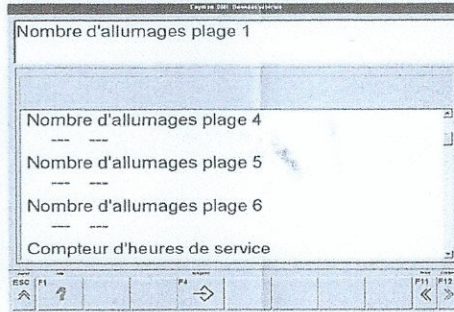 Nombre d'allumages plage 1
Nombre d'allumages plage 4
--- ---
Nombre d'allumages plage 5
--- ---
Nombre d'allumages plage 6
--- ---
Compteur d'heures de service
ESC F1 F4 F11 F12